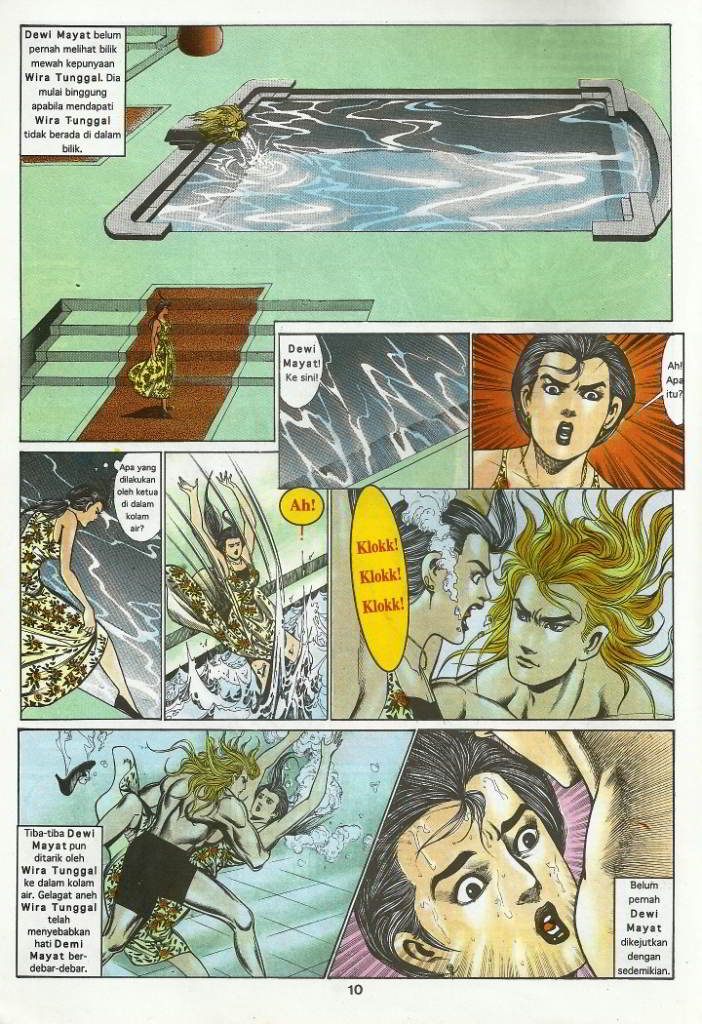 Dewi Mayat belum
pernah melihat bilik
mewah kepunyaan
Wira Tunggal. Dia
mulai binggung
apabila mendapati
Wira Tunggal
tidak berada di dalam
bilik.
Dewi
Mayat!
Ke sini!
Ah!
Apa
itu?
Apa yang
dilakukan
oleh ketua
di dalam
kolam
air?
Ah!
Klokk!
Klokk!
Klokk!
Tiba-tiba Dewi
Mayat pun
ditarik oleh
Wira Tunggal
ke dalam kolam
air. Gelagat aneh
Wira Tunggal
telah
menyebabkan
hati Demi
Mayat ber-
debar-debar.
Belum
pernah
Dewi
Mayat
dikejutkan
dengan
sedemikian.
10